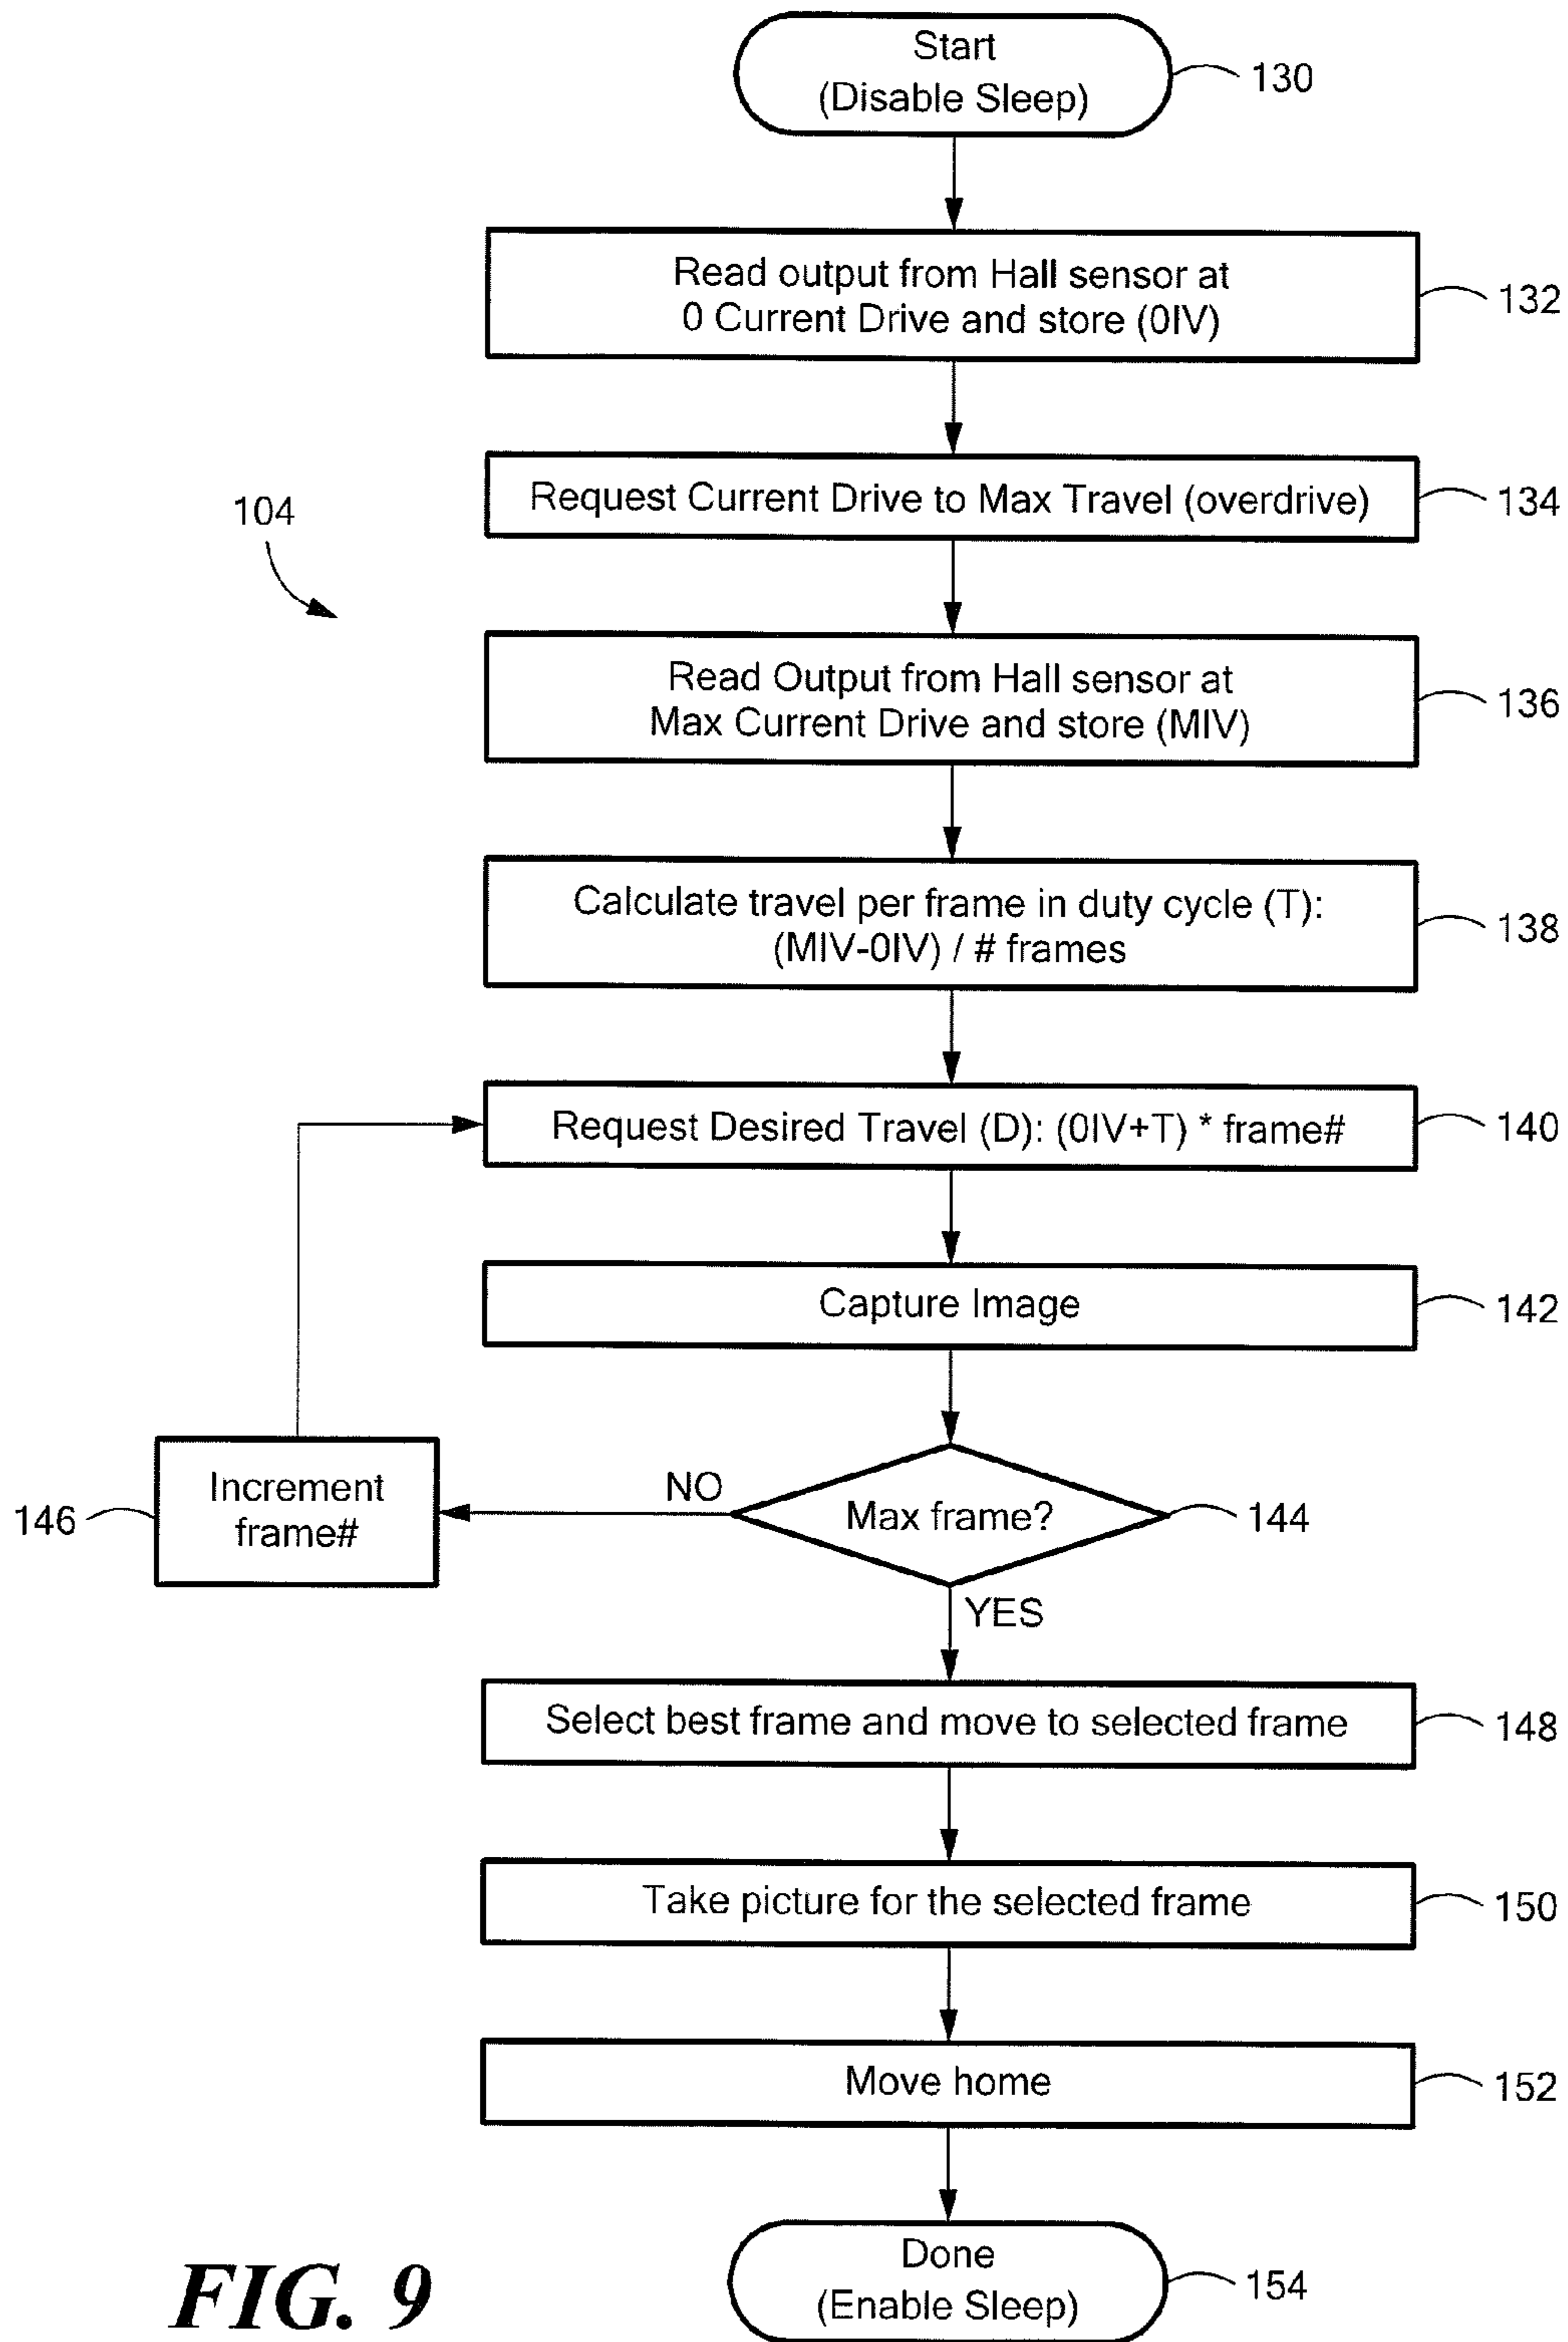 Start
(Disable Sleep)
130
Read output from Hall sensor at
0 Current Drive and store (0IV)
132
Request Current Drive to Max Travel (overdrive)
134
104
Read Output from Hall sensor at
Max Current Drive and store (MIV)
136
Calculate travel per frame in duty cycle (T):
(MIV-0IV) / # frames
138
Request Desired Travel (D): (0IV+T) * frame#
140
Capture Image
142
Increment
frame#
146
NO
Max frame?
144
YES
Select best frame and move to selected frame
148
Take picture for the selected frame
150
Move home
152
Done
(Enable Sleep)
154
FIG. 9